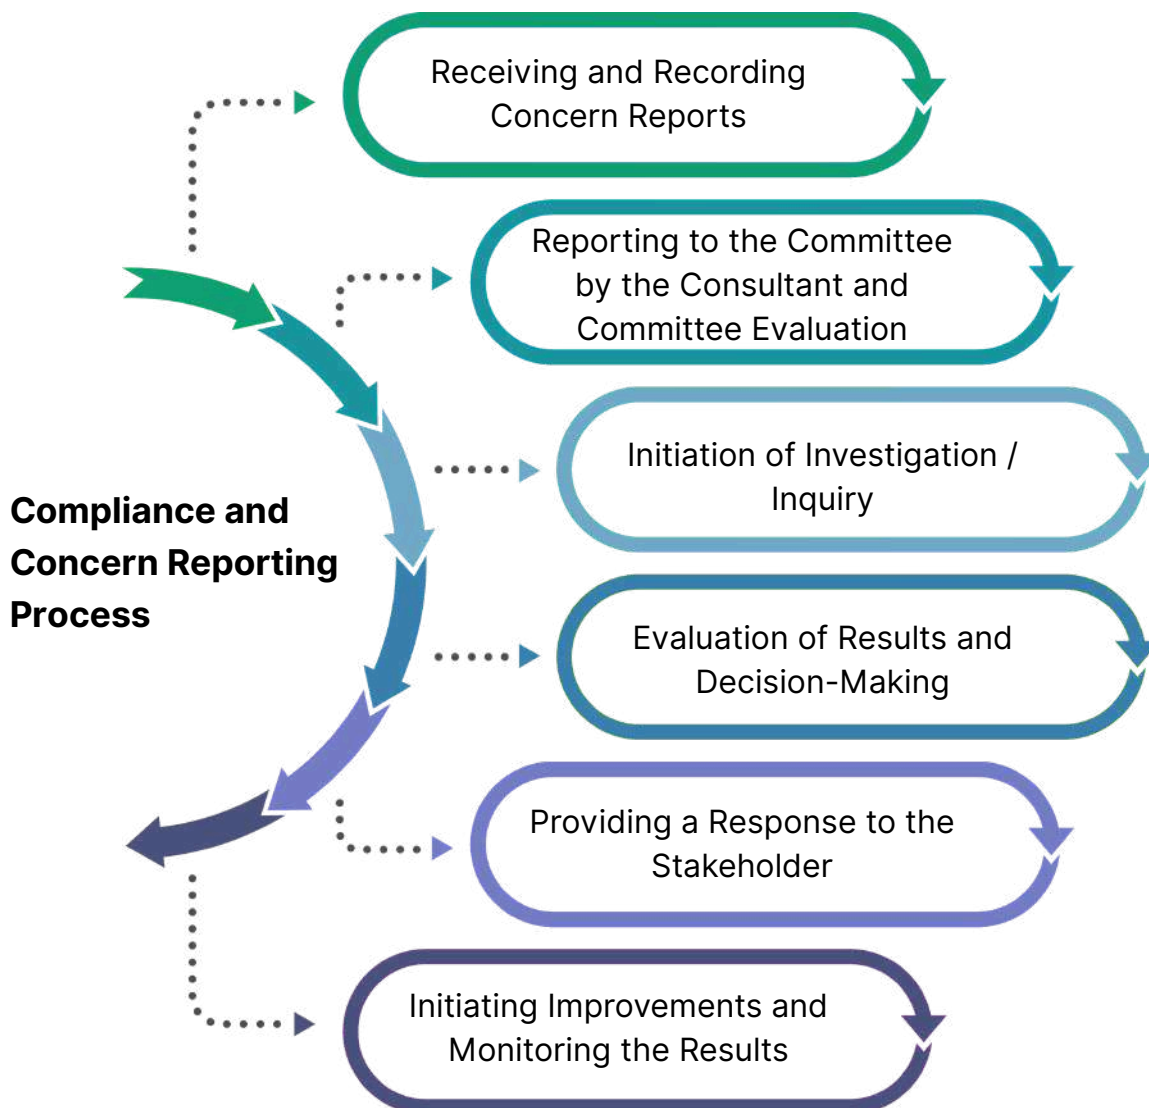 Receiving and Recording
Concern Reports
Reporting to the Committee
by the Consultant and
Committee Evaluation
Initiation of Investigation /
Inquiry
Compliance and
Concern Reporting
Process
Evaluation of Results and
Decision-Making
Providing a Response to the
Stakeholder
Initiating Improvements and
Monitoring the Results